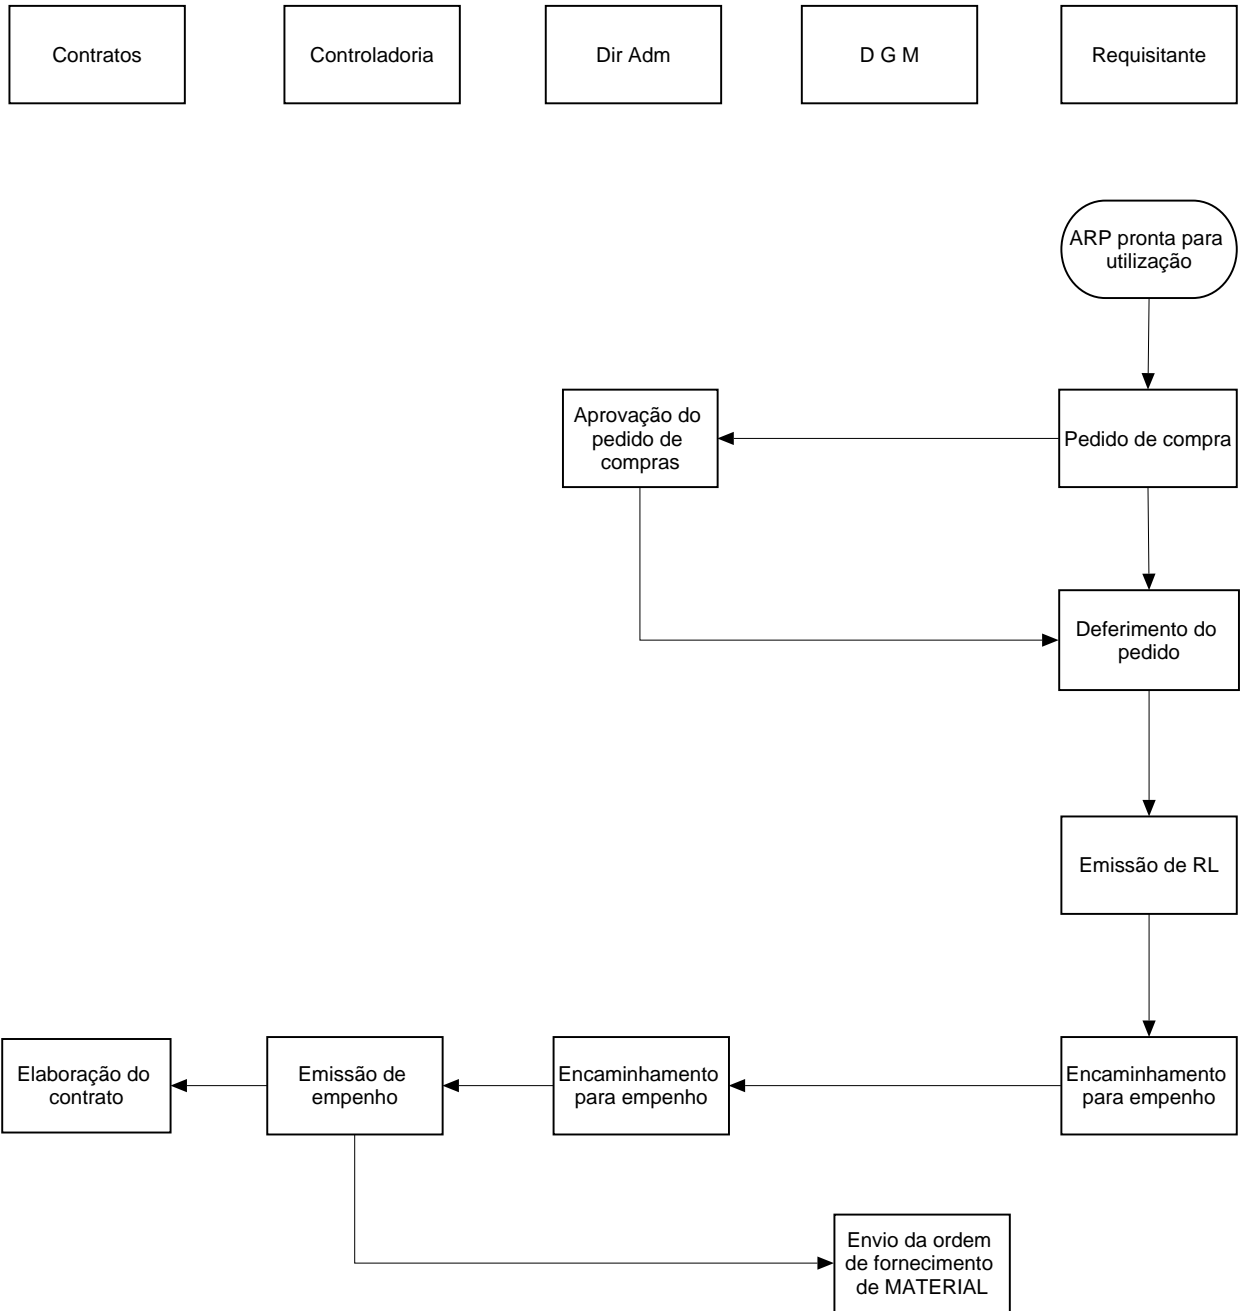 Contratos
Controladoria
Dir Adm
D G M
Requisitante
ARP pronta para
utilização
Aprovação do
pedido de
compras
Pedido de compra
Deferimento do
pedido
Emissão de RL
Elaboração do
contrato
Emissão de
empenho
Encaminhamento
para empenho
Encaminhamento
para empenho
Envio da ordem
de fornecimento
de MATERIAL